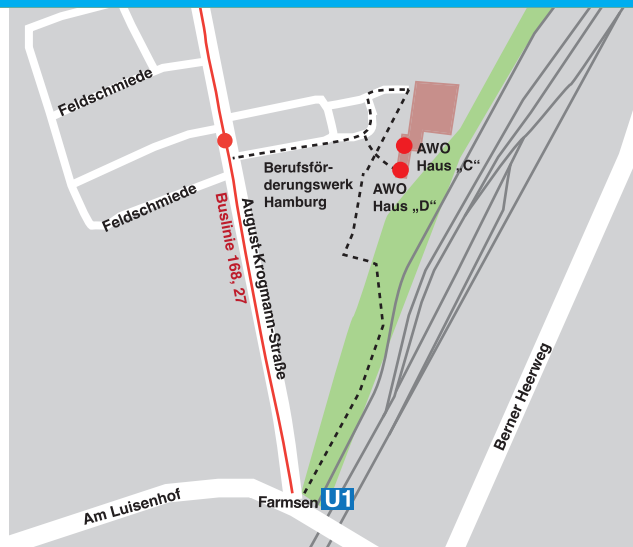 Feldschmiede
AWO
Haus „C“
Berufsför-
derungswerk
Hamburg
AWO
Haus „D“
Feldschmiede
Buslinie 168, 27
August-Krogmann-Straße
Berner Heerweg
Am Luisenhof
Farmsen U1